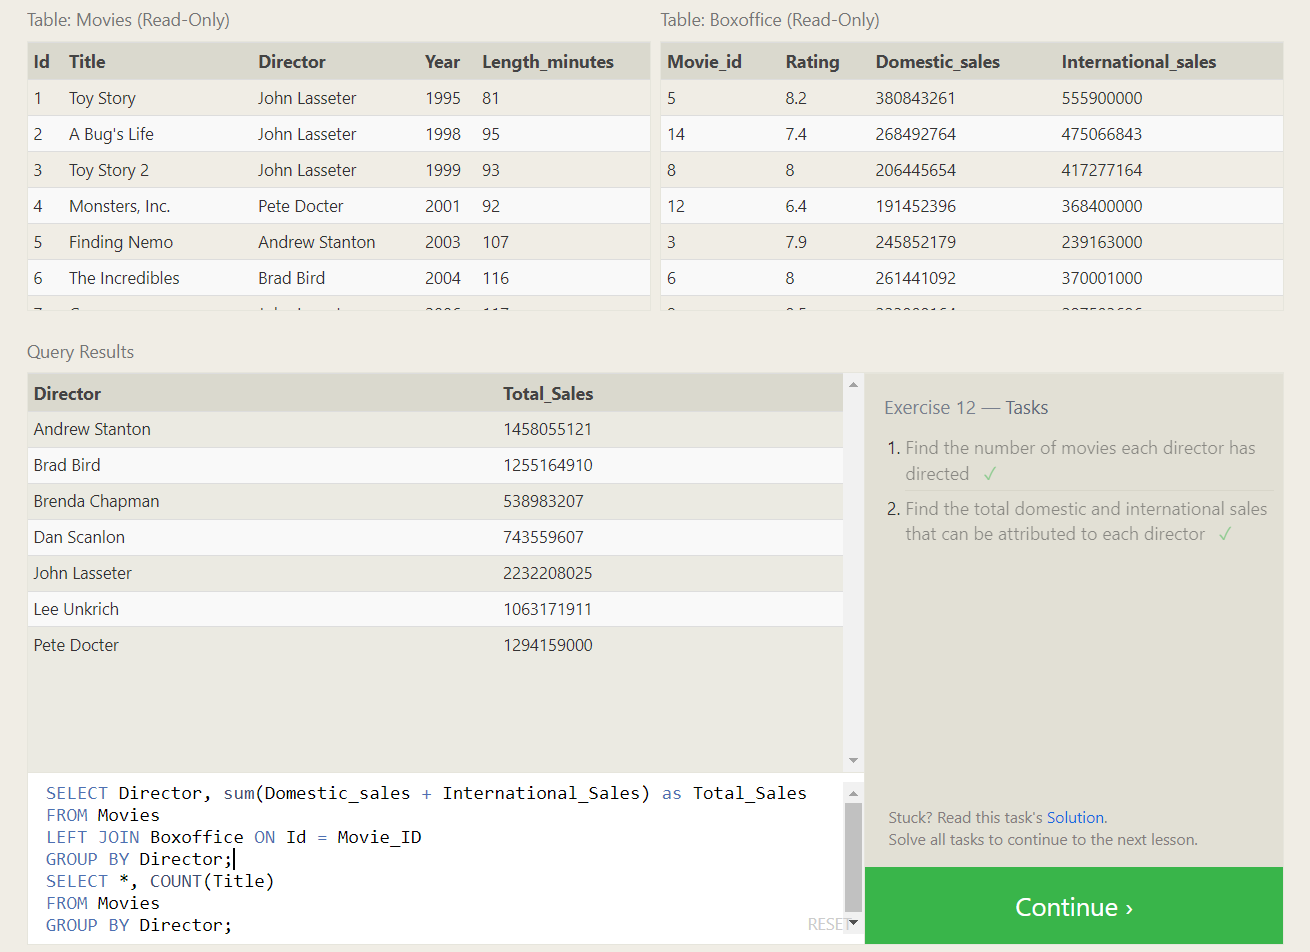 Table: Movies (Read-Only)
Id Title Director Year Length_minutes
1 Toy Story John Lasseter 1995 81
2 A Bug's Life John Lasseter 1998 95
3 Toy Story 2 John Lasseter 1999 93
4 Monsters, Inc. Pete Docter 2001 92
5 Finding Nemo Andrew Stanton 2003 107
6 The Incredibles Brad Bird 2004 116
Table: Boxoffice (Read-Only)
Movie_id Rating Domestic_sales International_sales
5 8.2 380843261 555900000
14 7.4 268492764 475066843
8 8 206445654 417277164
12 6.4 191452396 368400000
3 7.9 245852179 239163000
6 8 261441092 370001000
Query Results
Director Total_Sales
Andrew Stanton 1458055121
Brad Bird 1255164910
Brenda Chapman 538983207
Dan Scanlon 743559607
John Lasseter 2232208025
Lee Unkrich 1063171911
Pete Docter 1294159000
SELECT Director, sum(Domestic_sales + International_Sales) as Total_Sales
FROM Movies
LEFT JOIN Boxoffice ON Id = Movie_ID
GROUP BY Director;
SELECT *, COUNT(Title)
FROM Movies
GROUP BY Director;
RESET
Exercise 12 — Tasks
1. Find the number of movies each director has
directed ✓
2. Find the total domestic and international sales
that can be attributed to each director ✓
Stuck? Read this task's Solution.
Solve all tasks to continue to the next lesson.
Continue ›